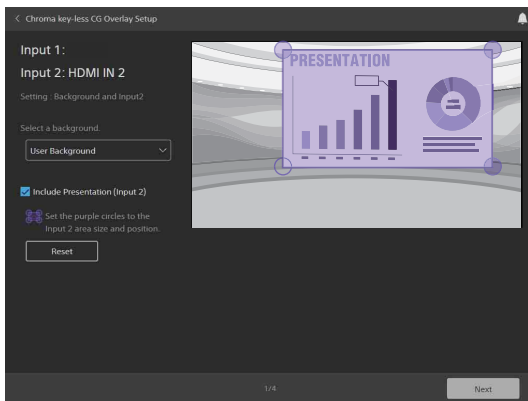 Chroma key-less CG Overlay Setup
Input 1:
Input 2: HDMI IN 2
Setting : Background and Input2
Select a background.
User Background
Include Presentation (Input 2)
Set the purple circles to the
Input 2 area size and position.
Reset
PRESENTATION
1/4
Next